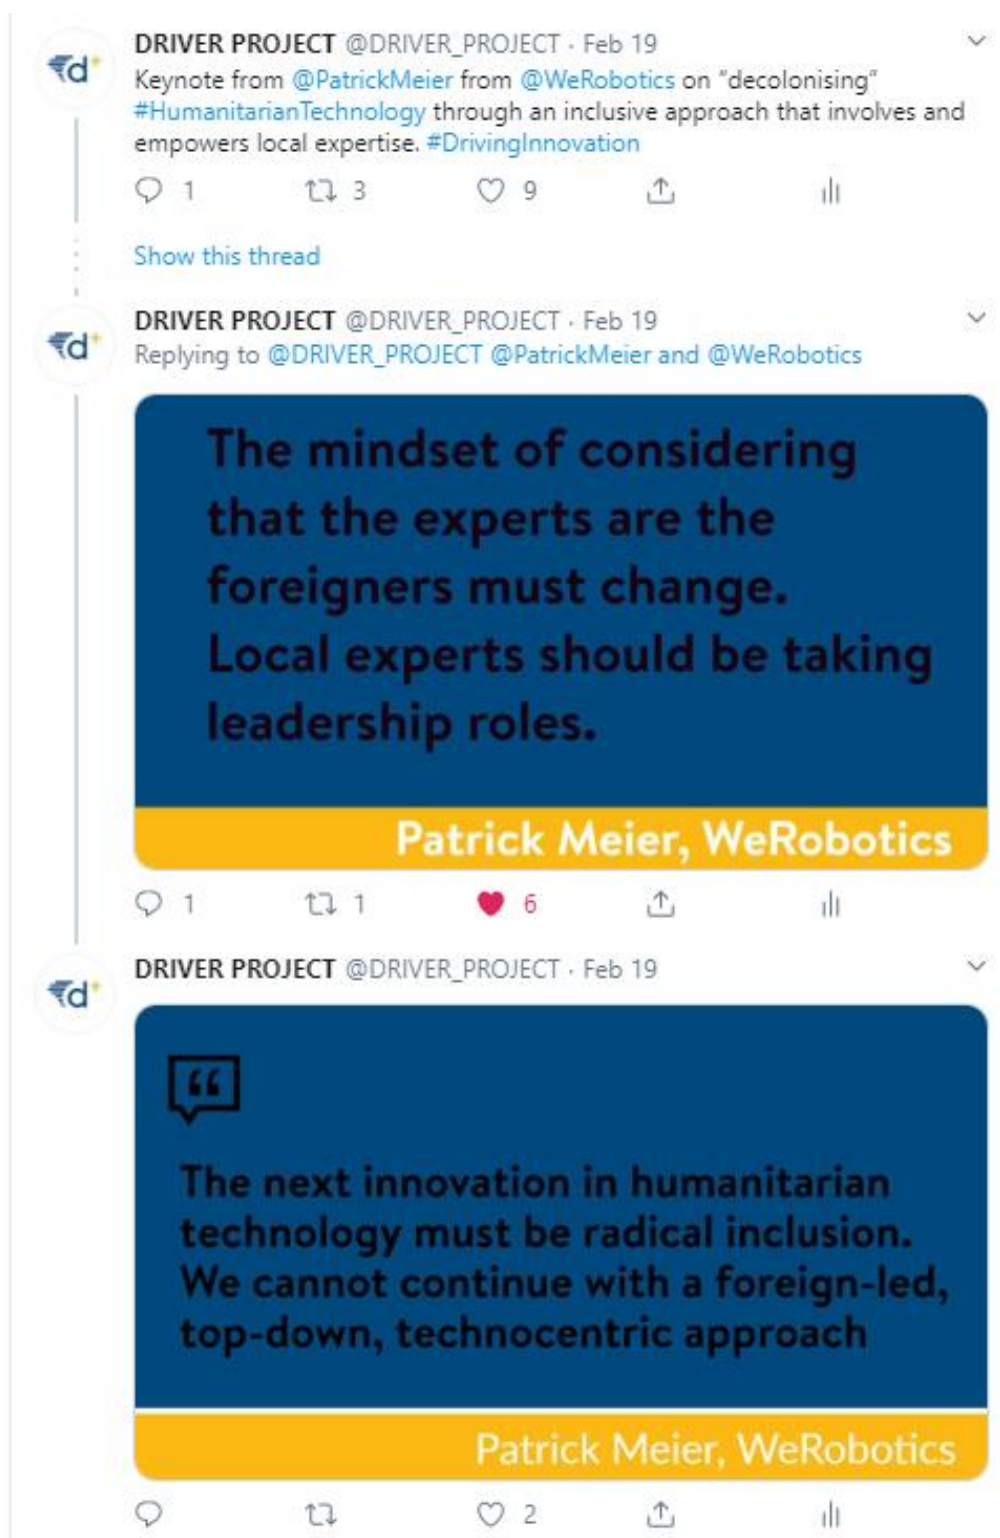 DRIVER PROJECT @DRIVER_PROJECT · Feb 19
Keynote from @PatrickMeier from @WeRobotics on "decolonising"
#HumanitarianTechnology through an inclusive approach that involves and
empowers local expertise. #DrivingInnovation
1 3 9
Show this thread
DRIVER PROJECT @DRIVER_PROJECT · Feb 19
Replying to @DRIVER_PROJECT @PatrickMeier and @WeRobotics
The mindset of considering
that the experts are the
foreigners must change.
Local experts should be taking
leadership roles.
Patrick Meier, WeRobotics
1 1 6
DRIVER PROJECT @DRIVER_PROJECT · Feb 19
“
The next innovation in humanitarian
technology must be radical inclusion.
We cannot continue with a foreign-led,
top-down, technocentric approach
Patrick Meier, WeRobotics
2